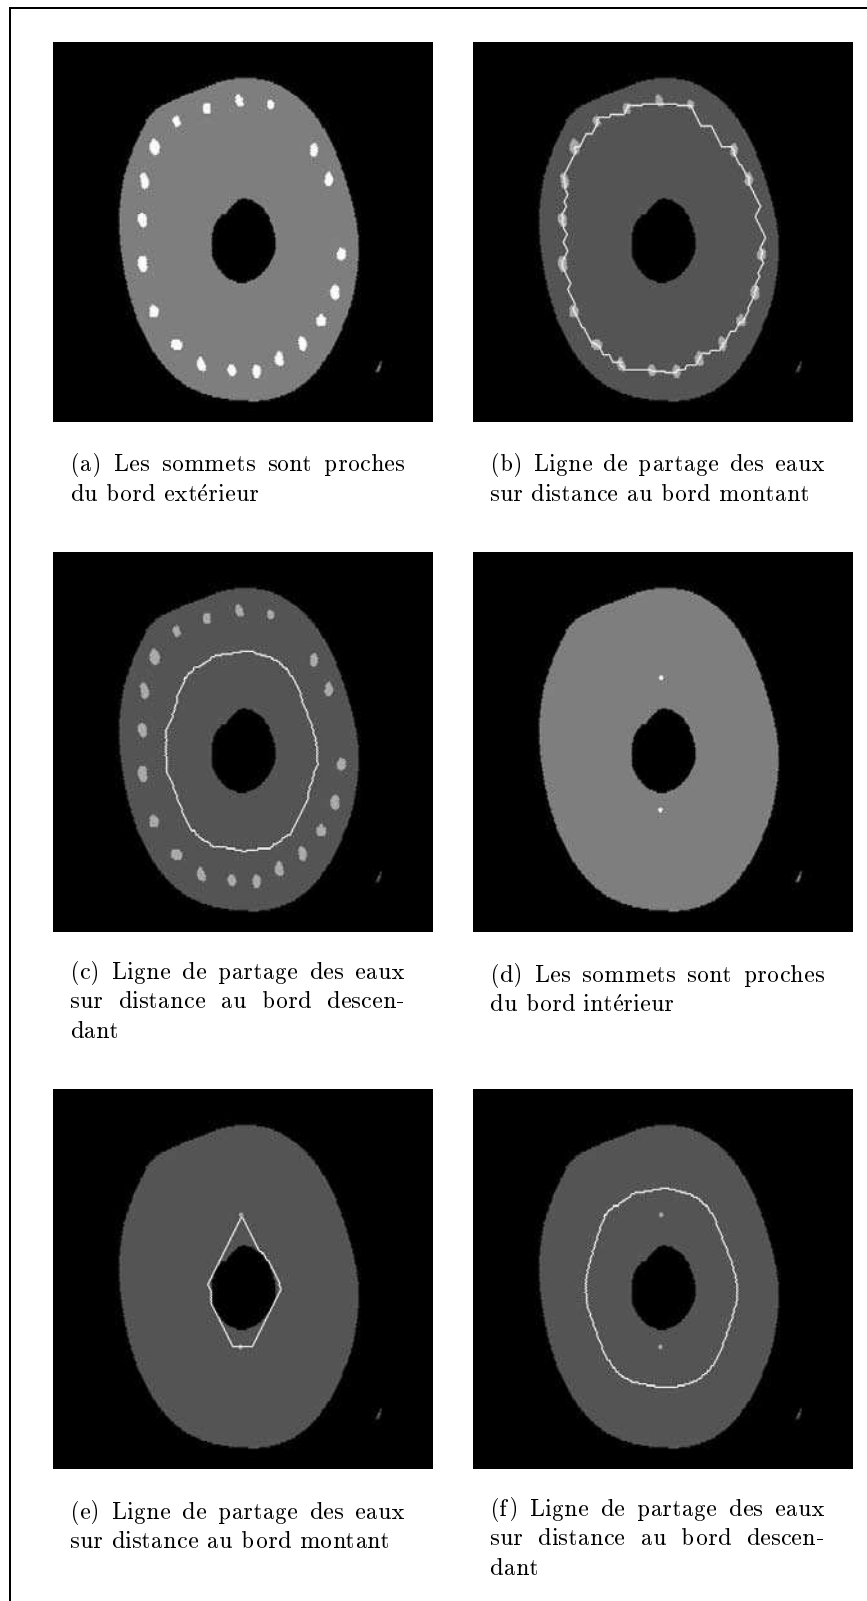 (a) Les sommets sont proches
du bord extérieur
(b) Ligne de partage des eaux
sur distance au bord montant
(c) Ligne de partage des eaux
sur distance au bord descen-
dant
(d) Les sommets sont proches
du bord intérieur
(e) Ligne de partage des eaux
sur distance au bord montant
(f) Ligne de partage des eaux
sur distance au bord descen-
dant